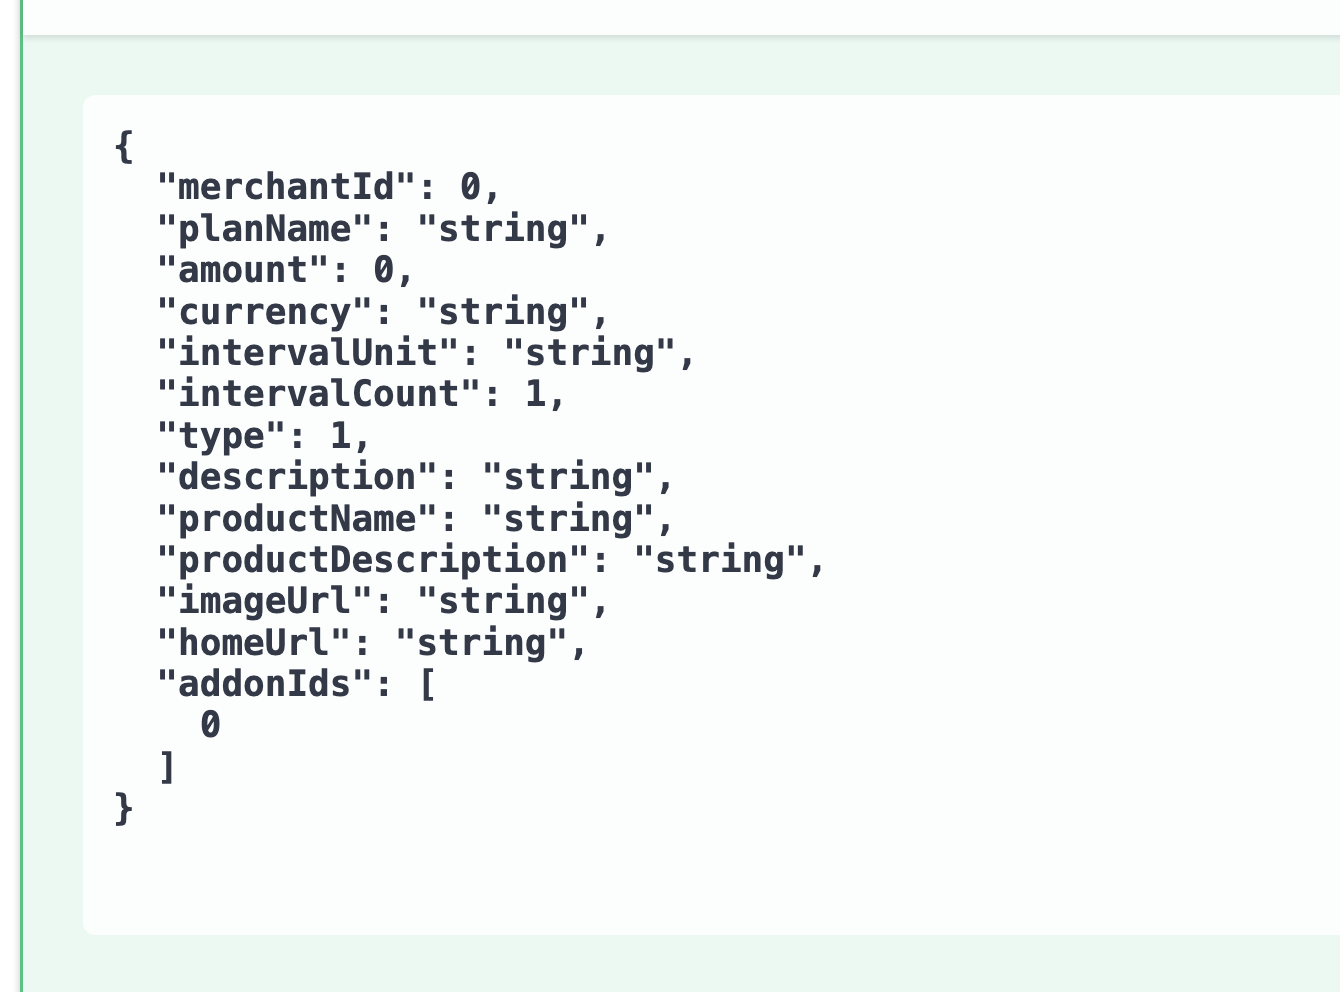 {
  "merchantId": 0,
  "planName": "string",
  "amount": 0,
  "currency": "string",
  "intervalUnit": "string",
  "intervalCount": 1,
  "type": 1,
  "description": "string",
  "productName": "string",
  "productDescription": "string",
  "imageUrl": "string",
  "homeUrl": "string",
  "addonIds": [
    0
  ]
}